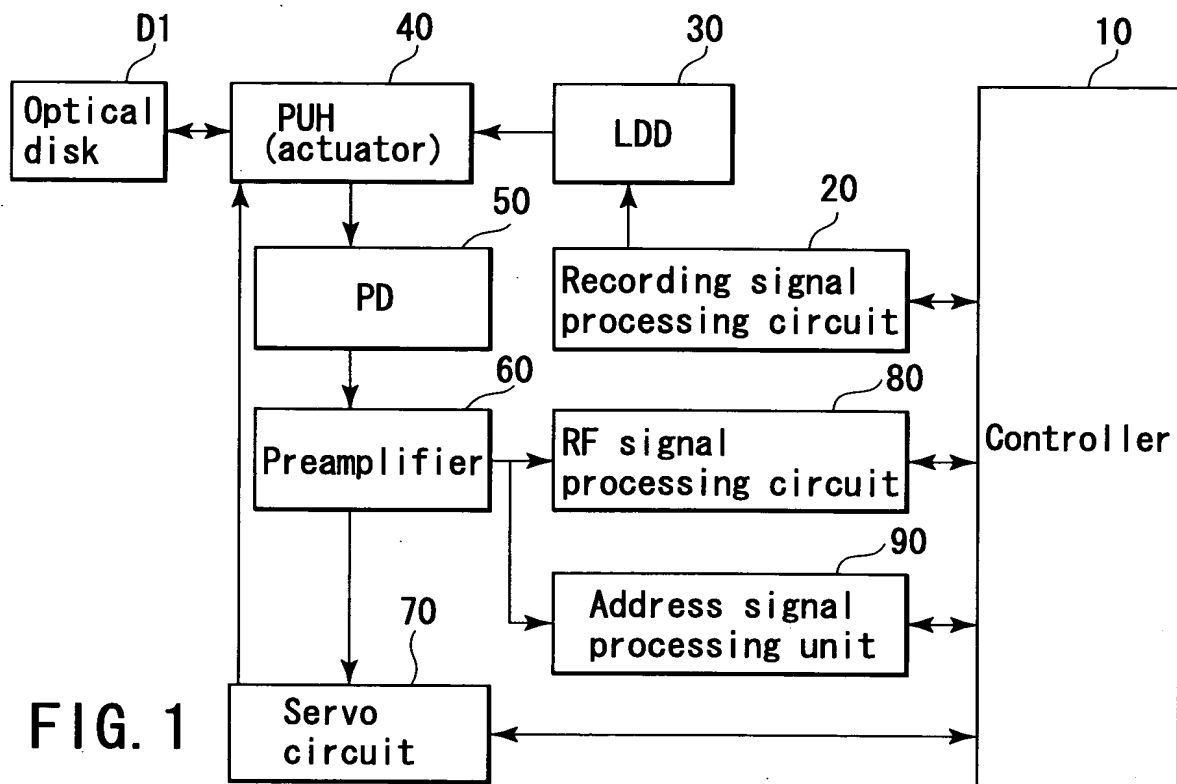 D1
40
30
10
Optical
disk
PUH
(actuator)
LDD
50
20
PD
Recording signal
processing circuit
60
80
Preamplifier
RF signal
processing circuit
Controller
90
Address signal
processing unit
70
Servo
circuit
FIG. 1